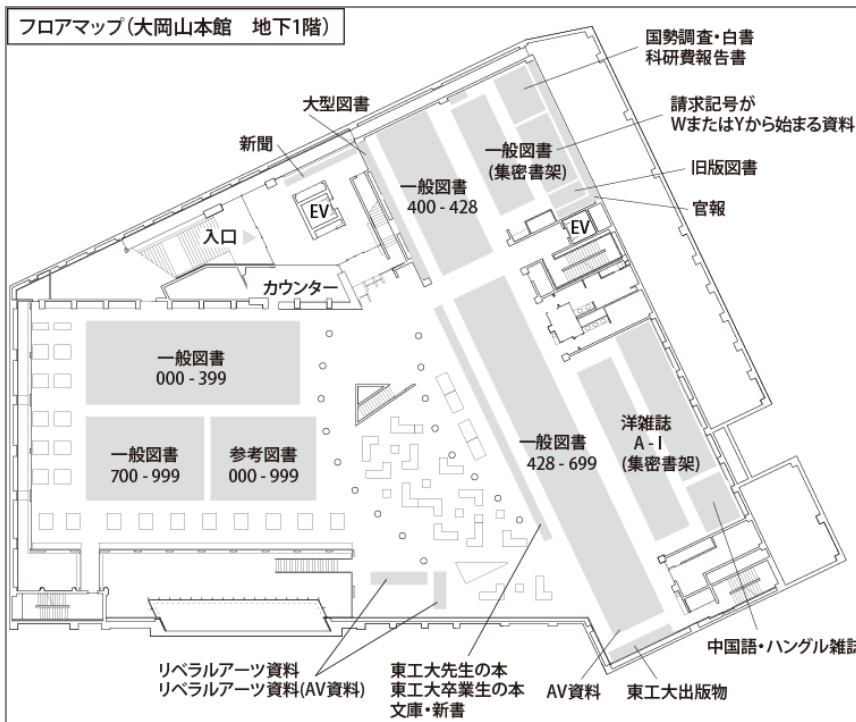 フロアマップ(大岡山本館　地下1階)
国勢調査・白書
科研費報告書
大型図書
請求記号が
WまたはYから始まる資料
新聞
一般図書
(集密書架)
一般図書
400 - 428
旧版図書
官報
EV
EV
入口
カウンター
一般図書
000 - 399
一般図書
700 - 999
参考図書
000 - 999
一般図書
428 - 699
洋雑誌
A - I
(集密書架)
中国語・ハングル雑誌
リベラルアーツ資料
リベラルアーツ資料(AV資料)
東工大先生の本
東工大卒業生の本
文庫・新書
AV資料
東工大出版物